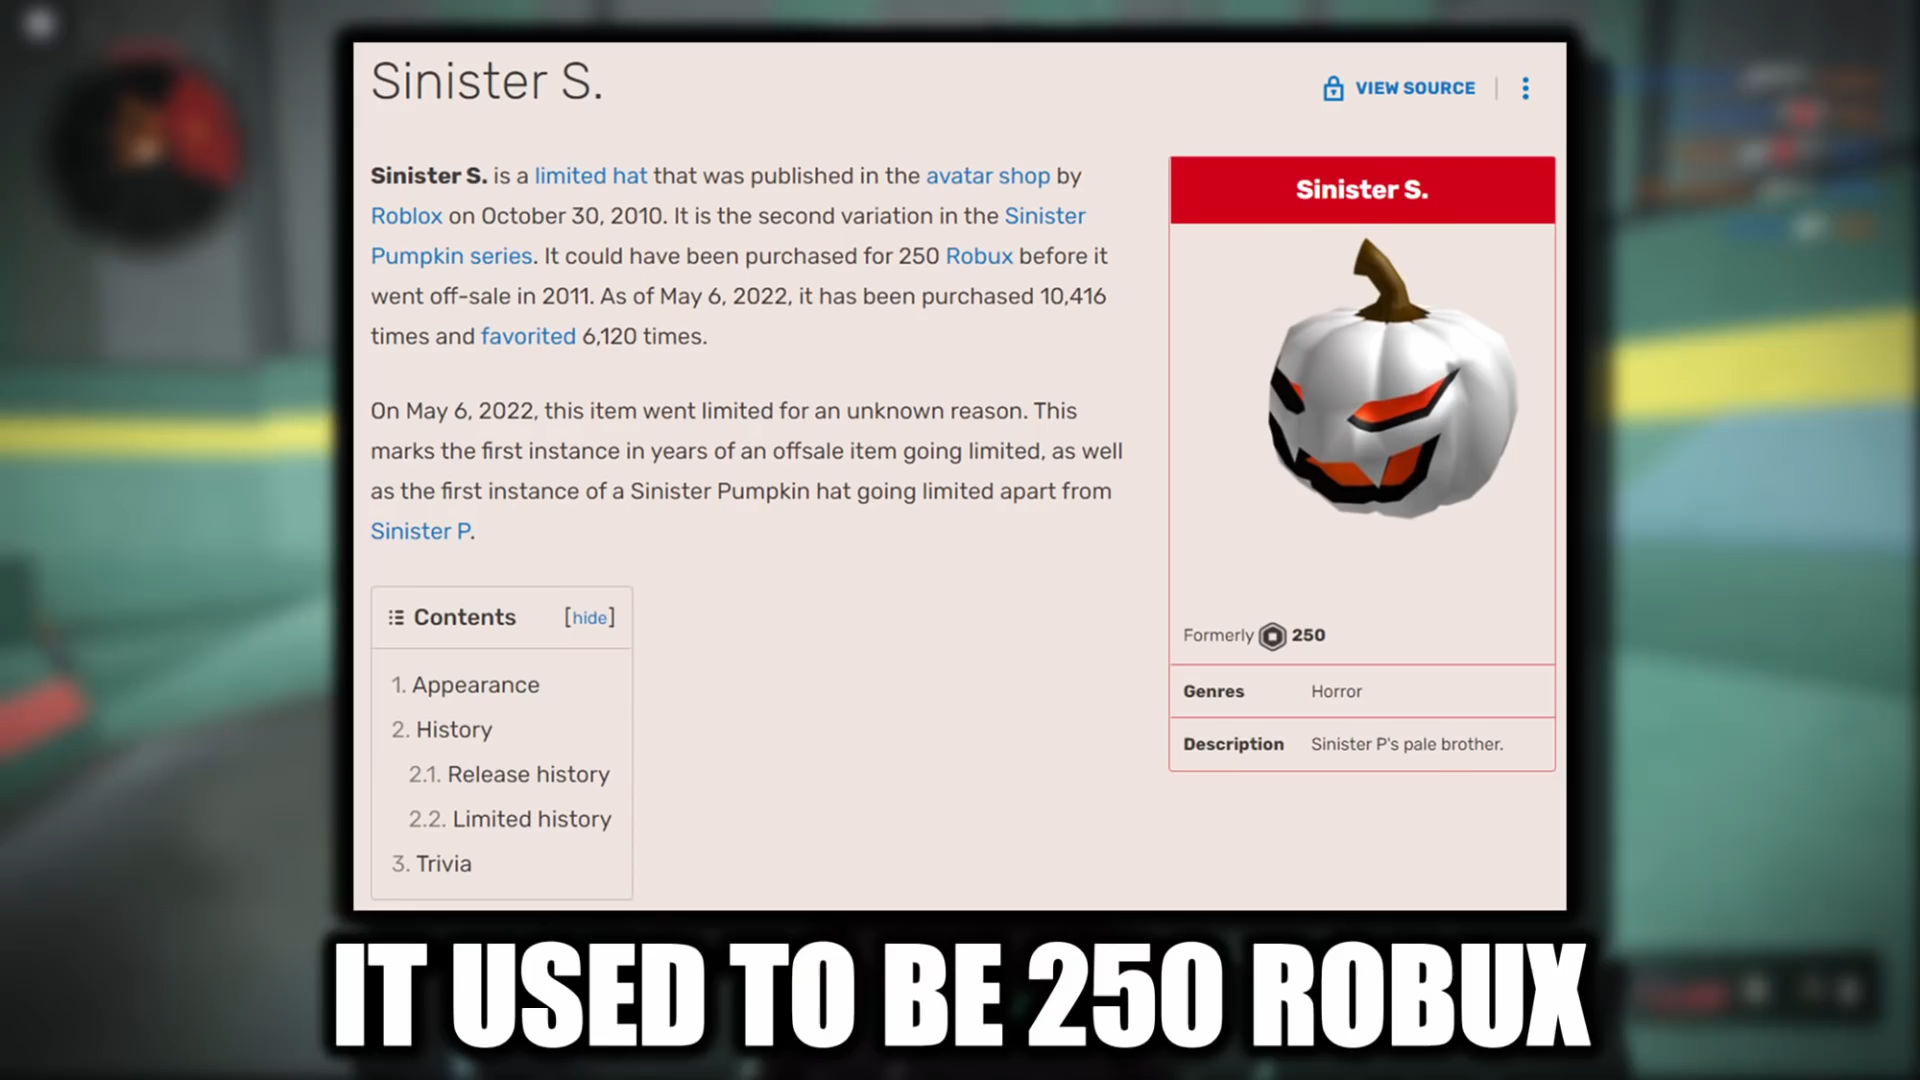 Sinister S.
VIEW SOURCE
Sinister S. is a limited hat that was published in the avatar shop by
Roblox on October 30, 2010. It is the second variation in the Sinister
Pumpkin series. It could have been purchased for 250 Robux before it
went off-sale in 2011. As of May 6, 2022, it has been purchased 10,416
times and favorited 6,120 times.
On May 6, 2022, this item went limited for an unknown reason. This
marks the first instance in years of an offsale item going limited, as well
as the first instance of a Sinister Pumpkin hat going limited apart from
Sinister P.
Contents [hide]
1. Appearance
2. History
2.1. Release history
2.2. Limited history
3. Trivia
Sinister S.
Formerly 250
Genres Horror
Description Sinister P's pale brother.
IT USED TO BE 250 ROBUX